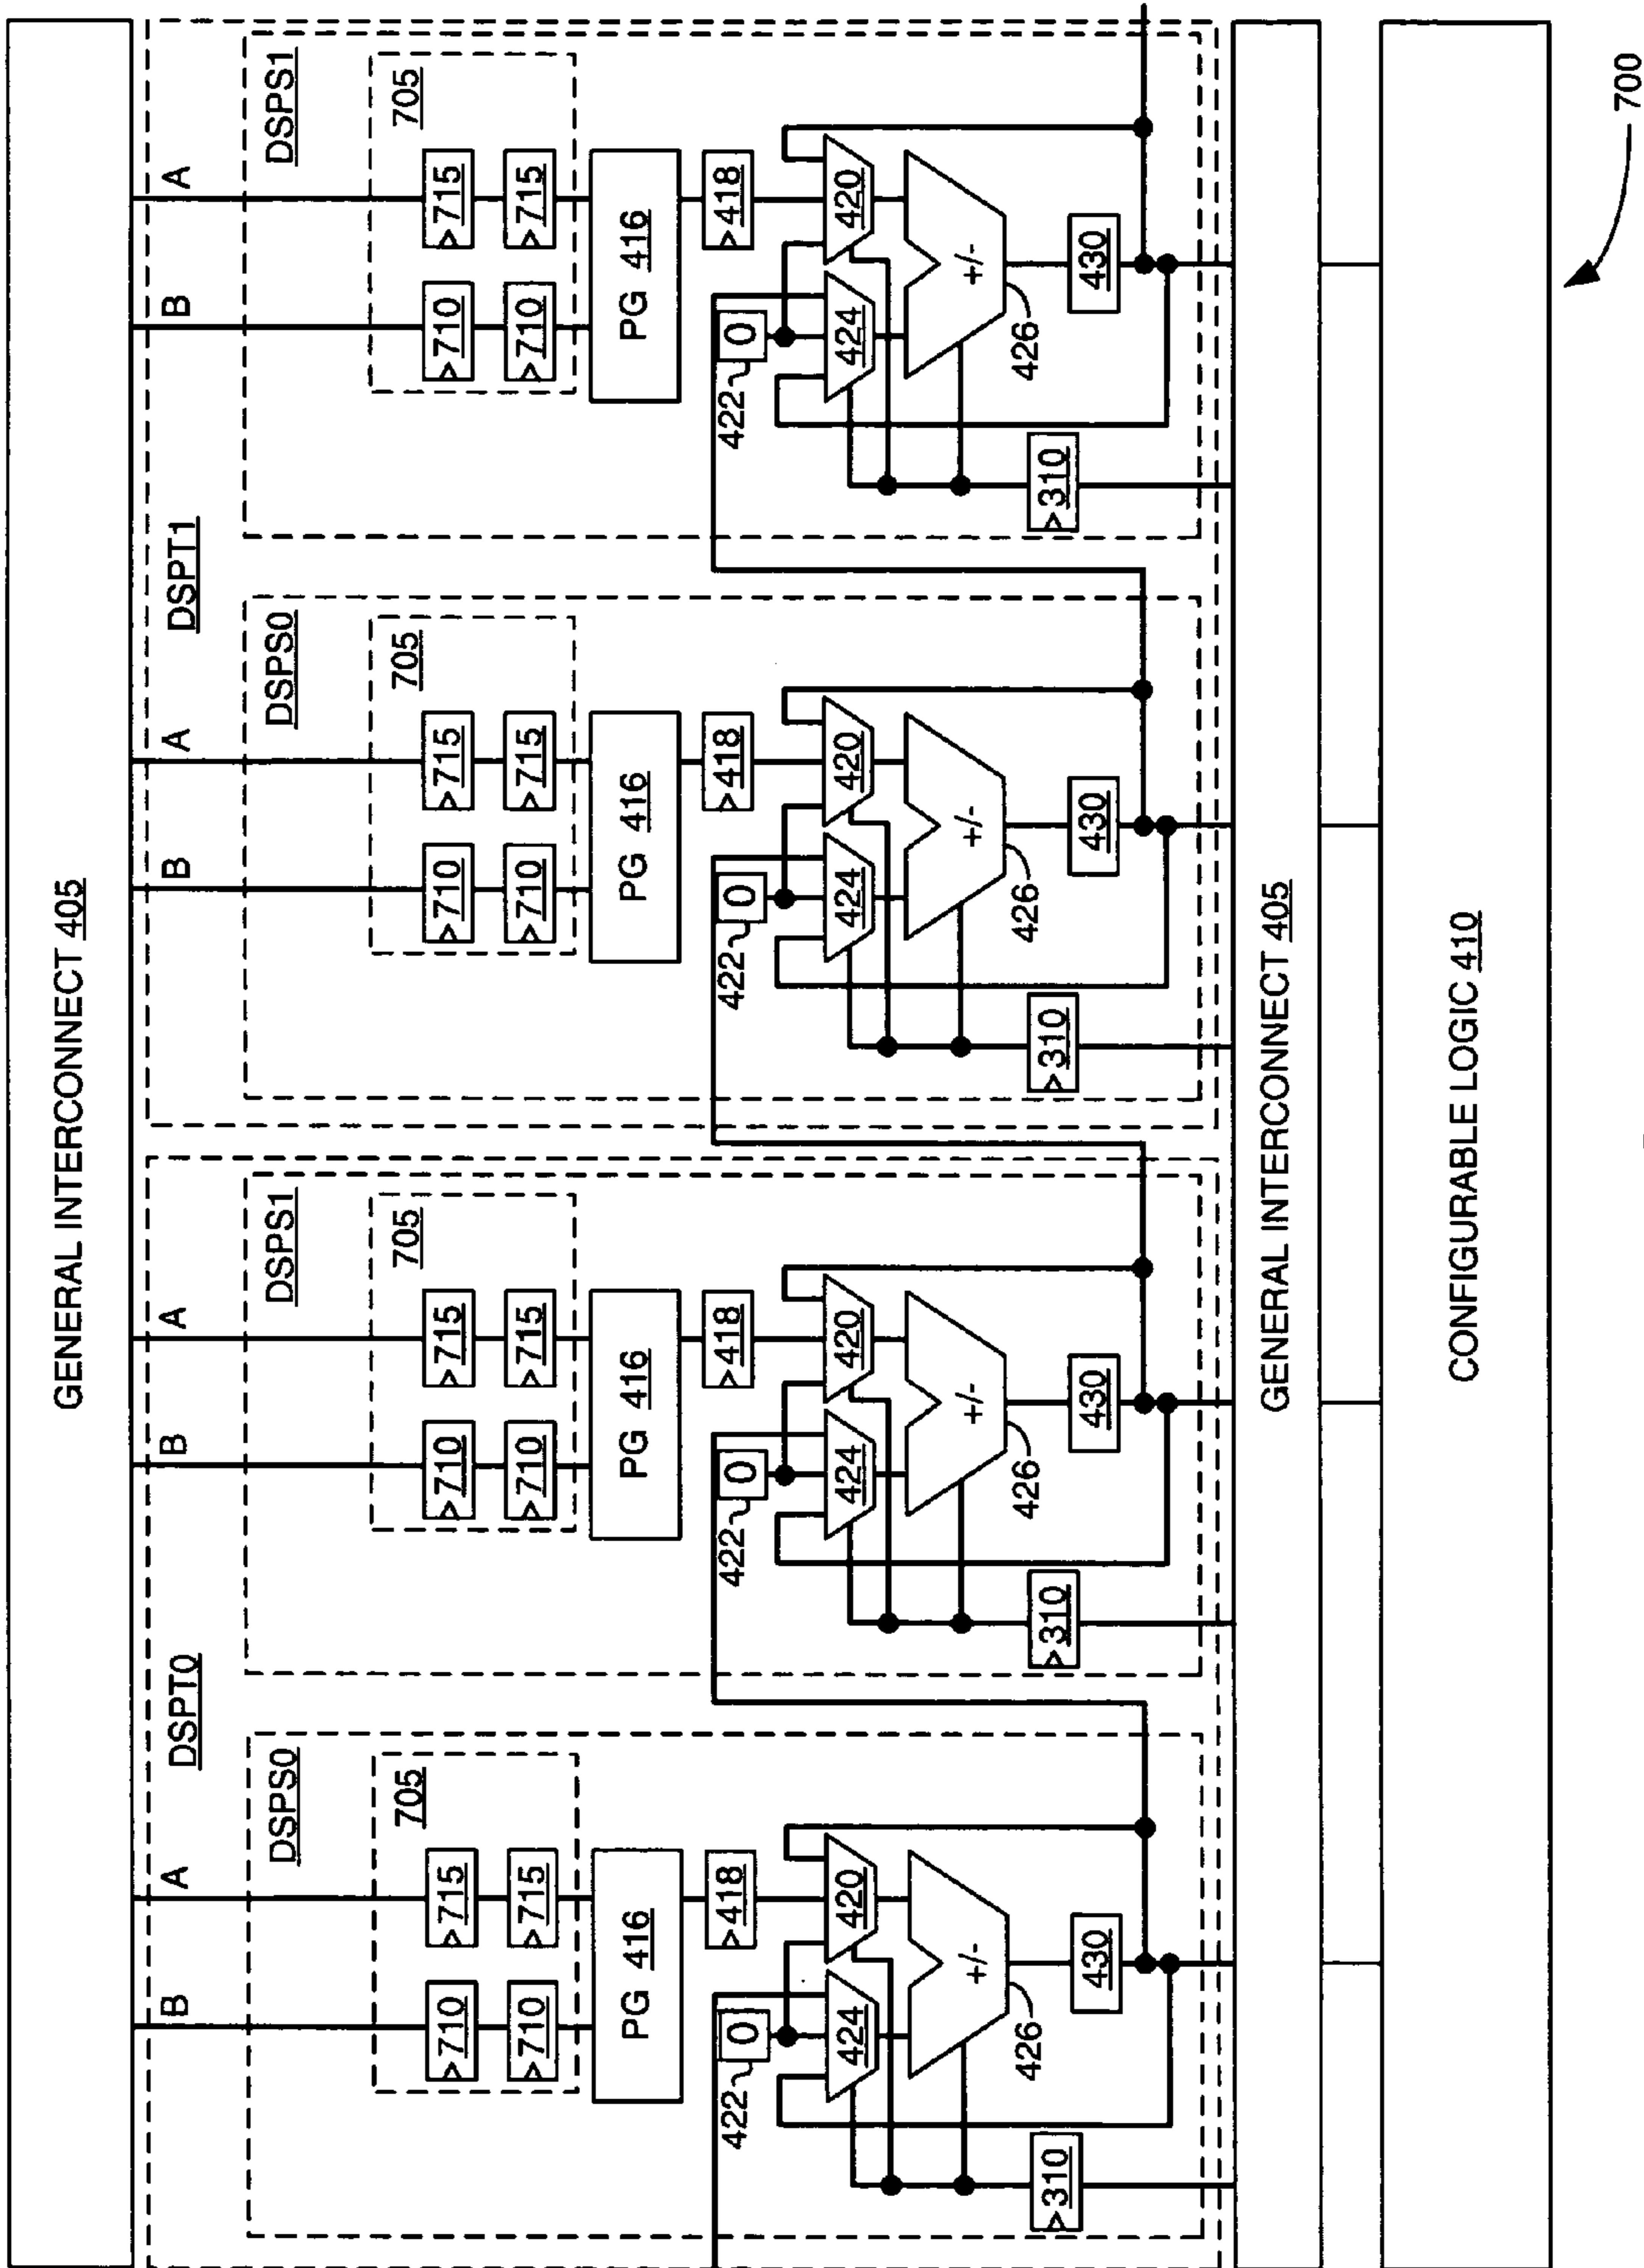 GENERAL INTERCONNECT 405
B A DSPT0 B A B A DSPT1 B A
DSPS0 DSPS1 DSPS0 DSPS1
705 705 705 705
710 715 710 715 710 715 710 715
710 715 710 715 710 715 710 715
PG 416 PG 416 PG 416 PG 416
418 418 418 418
422 0 422 0 422 0 422 0
424 420 424 420 424 420 424 420
+/- +/- +/- +/-
426 426 426 426
310 430 310 430 310 430 310 430
GENERAL INTERCONNECT 405
CONFIGURABLE LOGIC 410
700